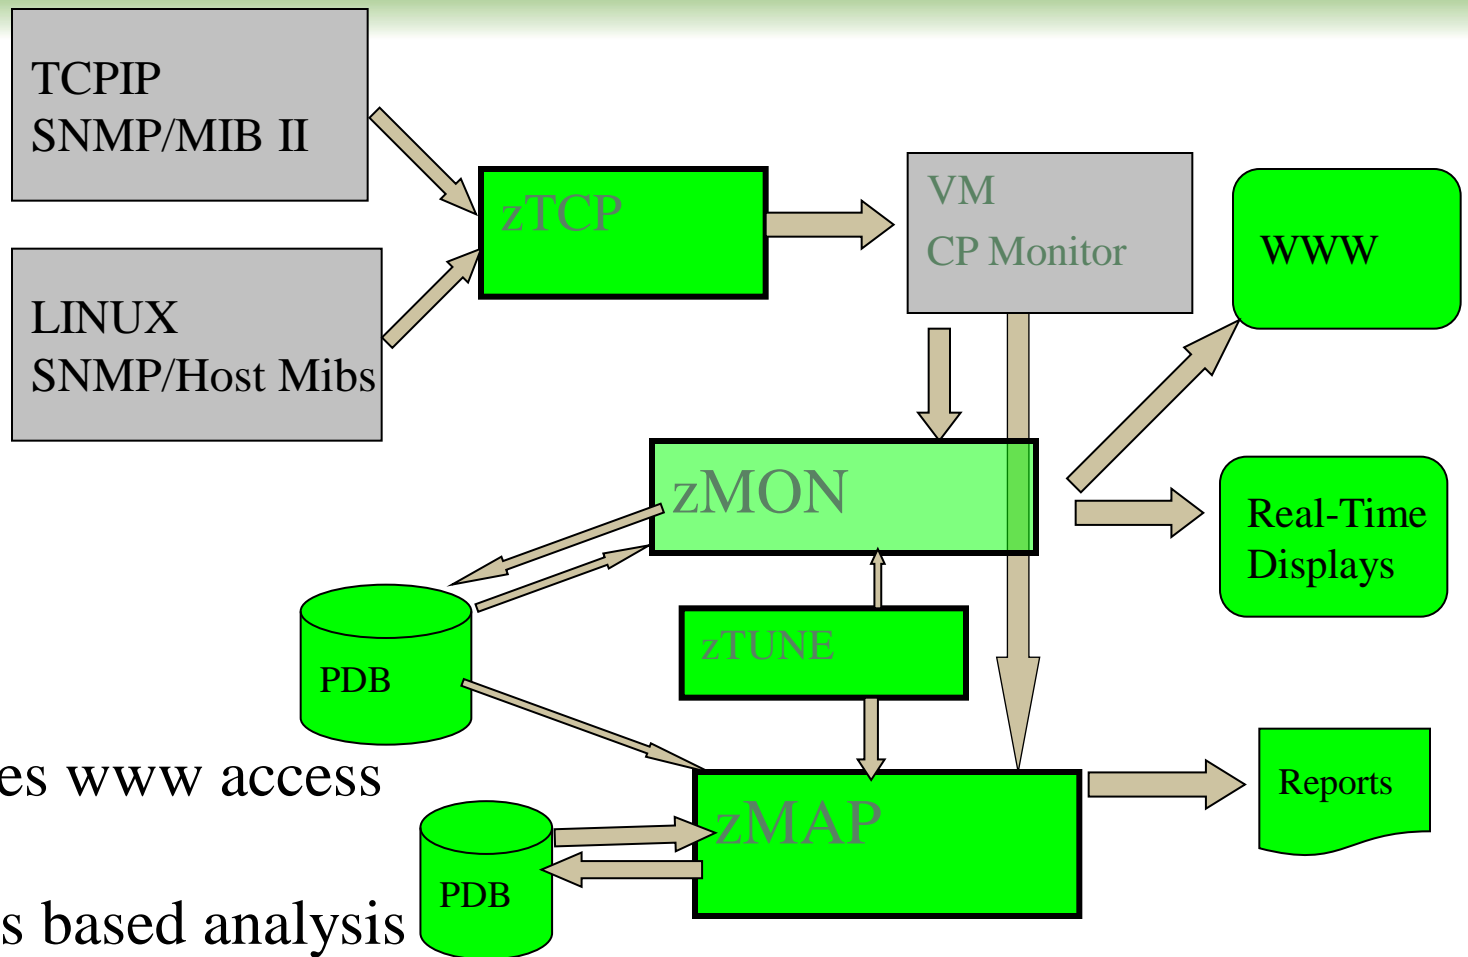 TCPIP
SNMP/MIB II
LINUX
SNMP/Host Mibs
zTCP
VM
CP Monitor
WWW
zMON
Real-Time
Displays
zTUNE
PDB
es www access
zMAP
Reports
PDB
s based analysis